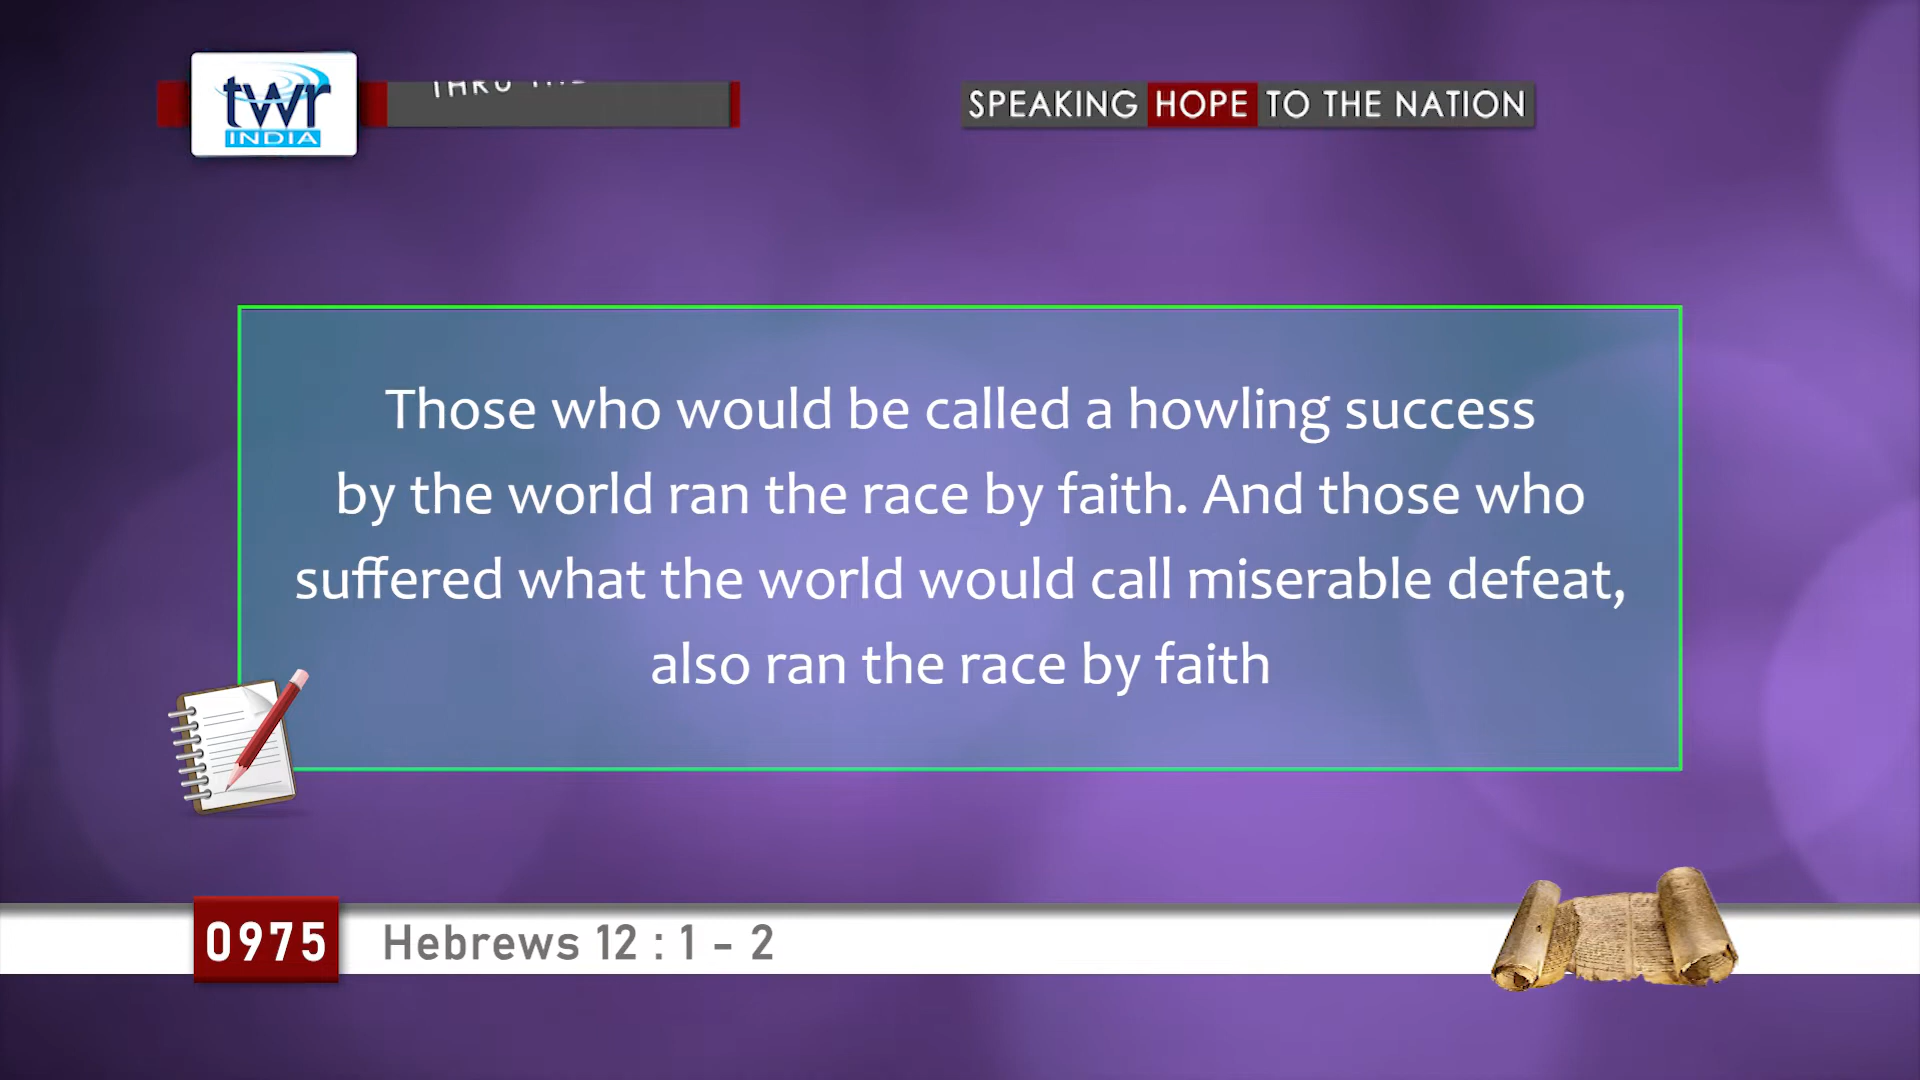 twr
INDIA
THRU
SPEAKING HOPE TO THE NATION
Those who would be called a howling success
by the world ran the race by faith. And those who
suffered what the world would call miserable defeat,
also ran the race by faith
0975
Hebrews 12 : 1 - 2